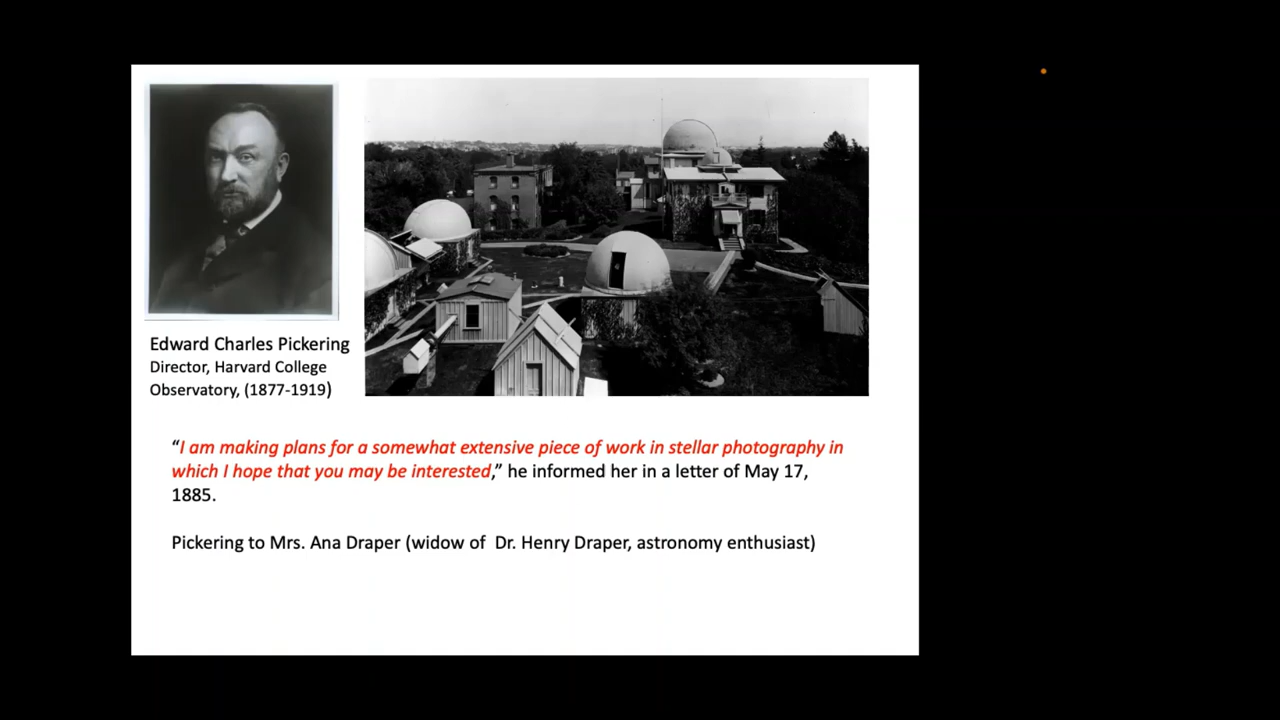 Edward Charles Pickering
Director, Harvard College
Observatory, (1877-1919)
“I am making plans for a somewhat extensive piece of work in stellar photography in
which I hope that you may be interested,” he informed her in a letter of May 17,
1885.
Pickering to Mrs. Ana Draper (widow of Dr. Henry Draper, astronomy enthusiast)